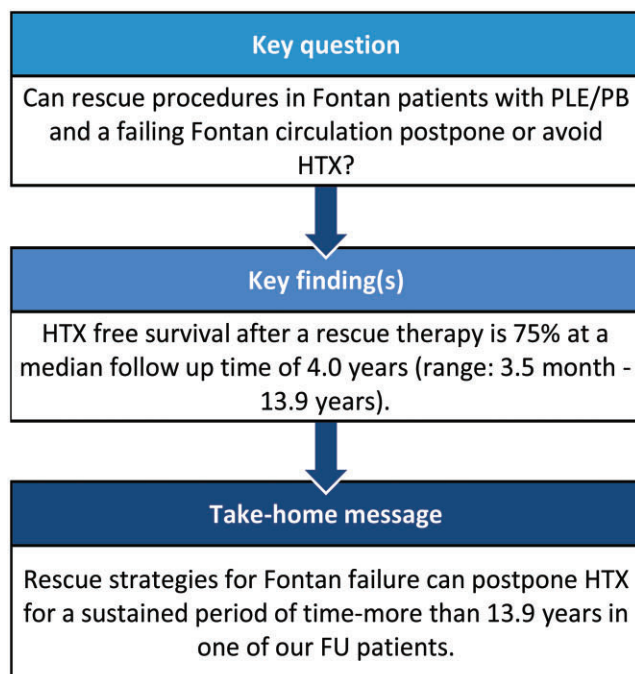 Key question
Can rescue procedures in Fontan patients with PLE/PB
and a failing Fontan circulation postpone or avoid
HTX?
Key finding(s)
HTX free survival after a rescue therapy is 75% at a
median follow up time of 4.0 years (range: 3.5 month -
13.9 years).
Take-home message
Rescue strategies for Fontan failure can postpone HTX
for a sustained period of time-more than 13.9 years in
one of our FU patients.